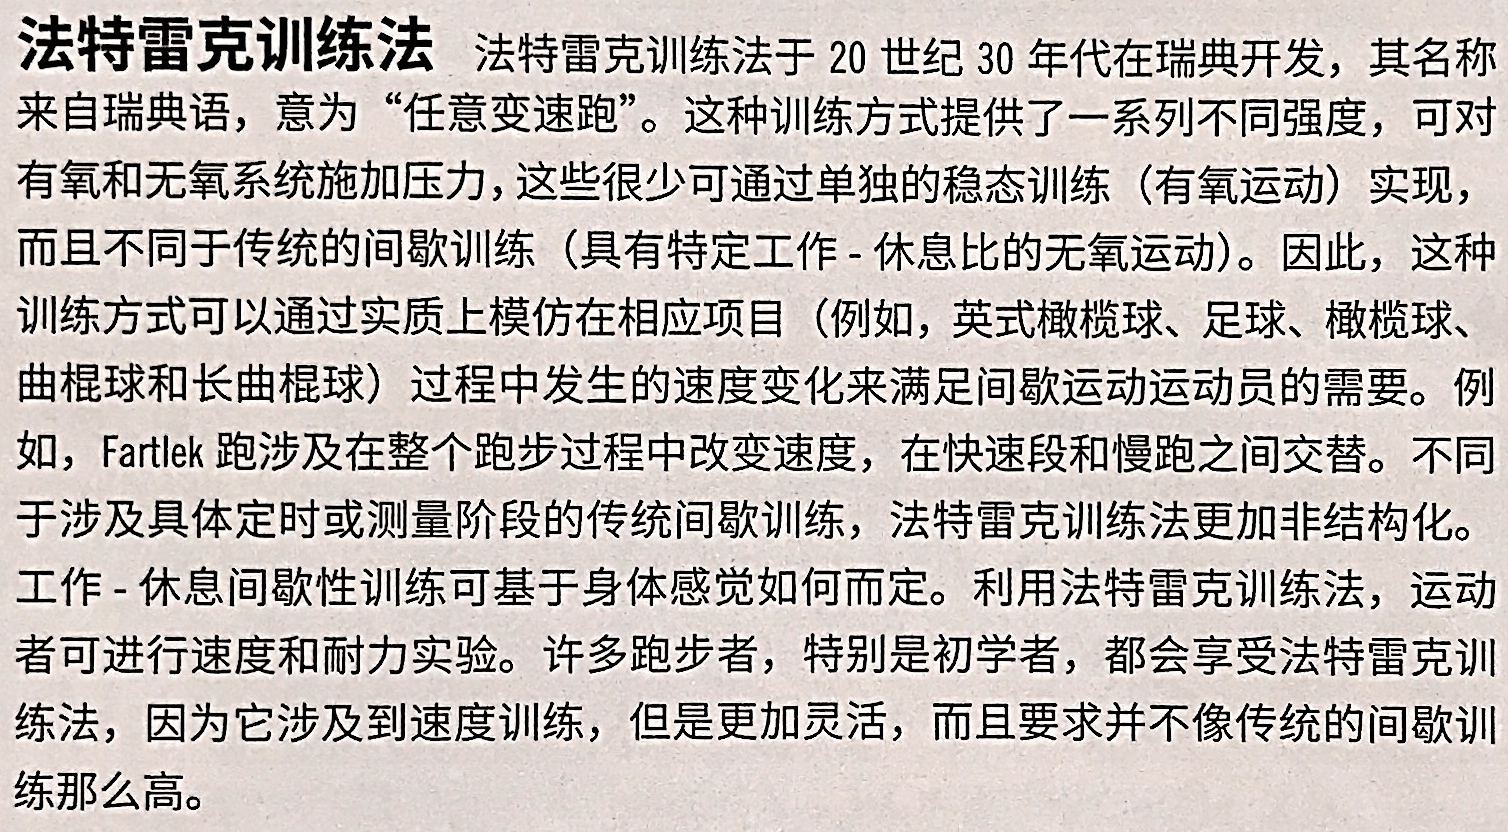 法特雷克训练法 法特雷克训练法于 20 世纪 30 年代在瑞典开发，其名称
来自瑞典语，意为“任意变速跑”。这种训练方式提供了一系列不同强度，可对
有氧和无氧系统施加压力，这些很少可通过单独的稳态训练（有氧运动）实现，
而且不同于传统的间歇训练（具有特定工作 - 休息比的无氧运动）。因此，这种
训练方式可以通过实质上模仿在相应项目（例如，英式橄榄球、足球、橄榄球、
曲棍球和长曲棍球）过程中发生的速度变化来满足间歇运动运动员的需要。例
如，Fartlek 跑涉及在整个跑步过程中改变速度，在快速段和慢跑之间交替。不同
于涉及具体定时或测量阶段的传统间歇训练，法特雷克训练法更加非结构化。
工作 - 休息间歇性训练可基于身体感觉如何而定。利用法特雷克训练法，运动
者可进行速度和耐力实验。许多跑步者，特别是初学者，都会享受法特雷克训
练法，因为它涉及到速度训练，但是更加灵活，而且要求并不像传统的间歇训
练那么高。